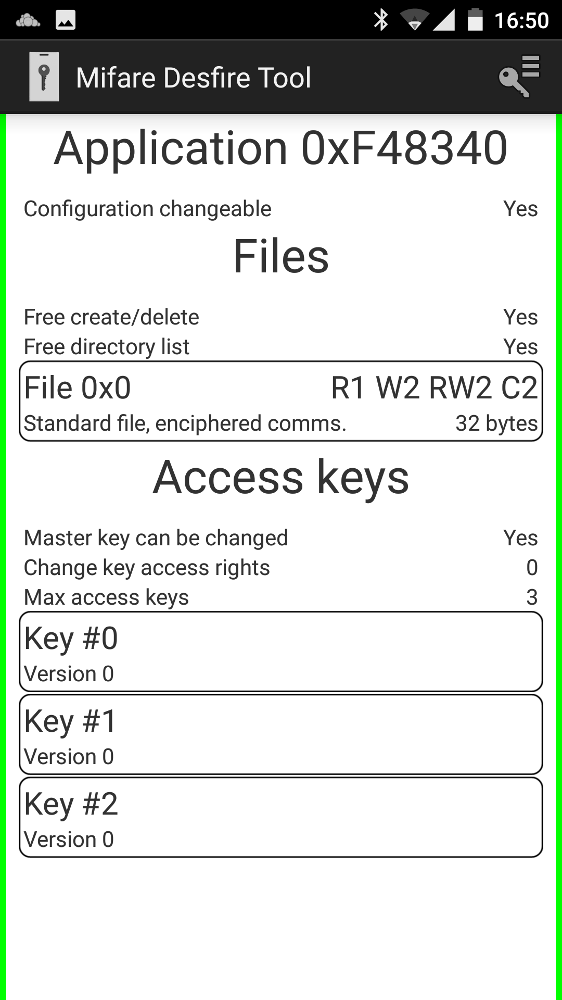 16:50
Mifare Desfire Tool
Application 0xF48340
Configuration changeable Yes
Files
Free create/delete Yes
Free directory list Yes
File 0x0 R1 W2 RW2 C2
Standard file, enciphered comms. 32 bytes
Access keys
Master key can be changed Yes
Change key access rights 0
Max access keys 3
Key #0
Version 0
Key #1
Version 0
Key #2
Version 0